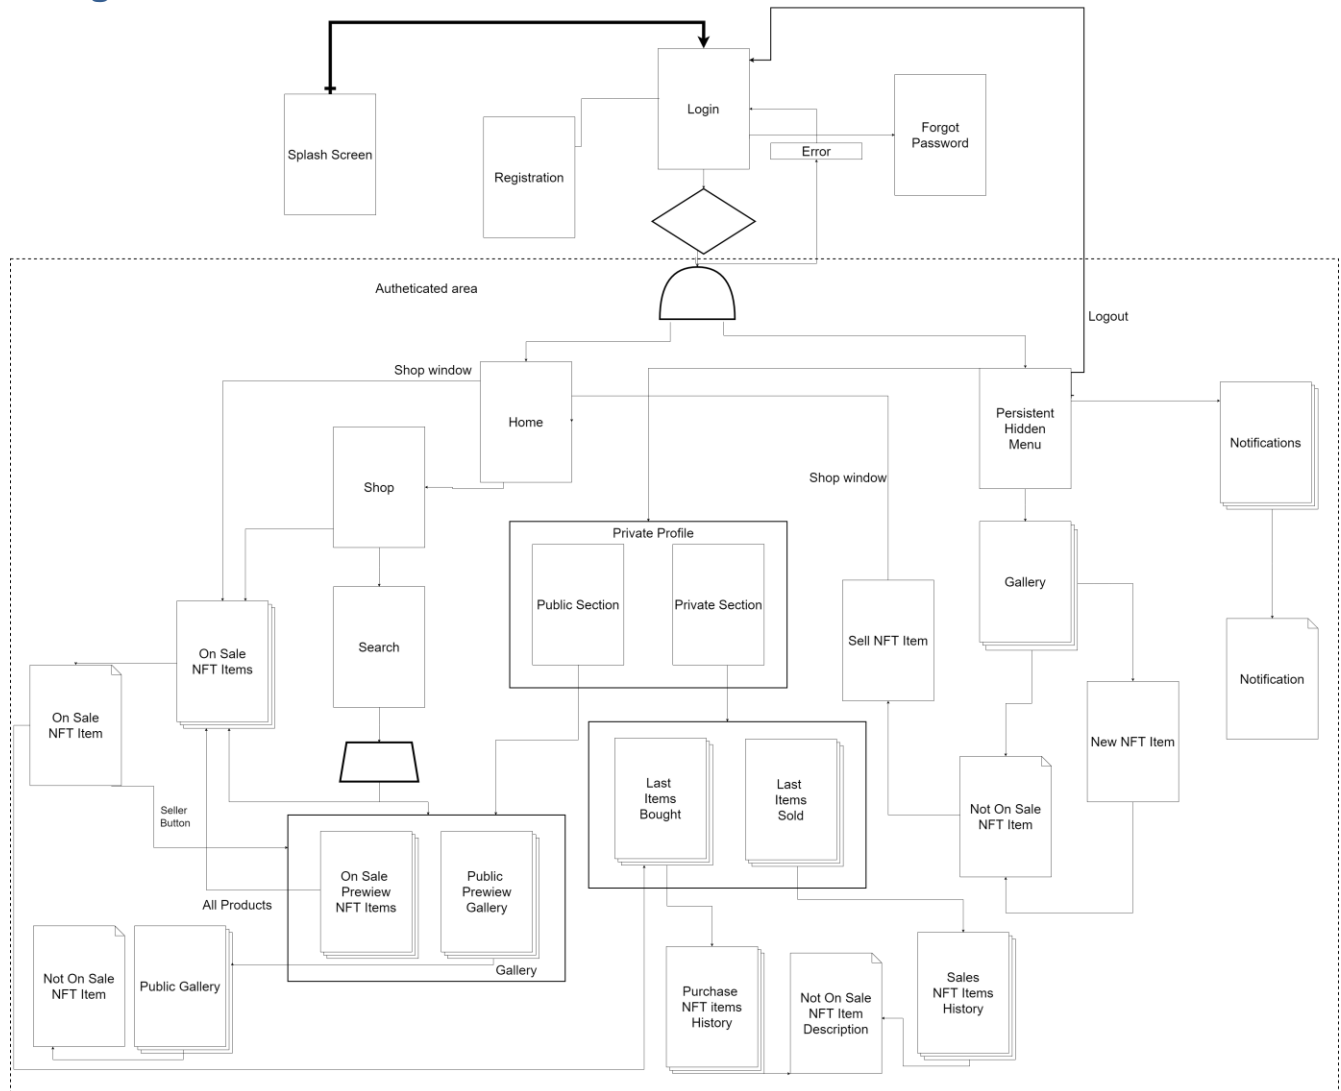 Login
Splash Screen
Registration
Error
Forgot
Password
Autheticated area
Logout
Shop window
Home
Persistent
Hidden
Menu
Notifications
Shop
Shop window
Private Profile
Public Section
Private Section
Gallery
Search
Sell NFT Item
On Sale
NFT Items
Notification
On Sale
NFT Item
New NFT Item
Last
Items
Bought
Last
Items
Sold
Not On Sale
NFT Item
Seller
Button
On Sale
Prewiew
NFT Items
Public
Prewiew
Gallery
All Products
Gallery
Not On Sale
NFT Item
Public Gallery
Purchase
NFT items
History
Not On Sale
NFT Item
Description
Sales
NFT Items
History